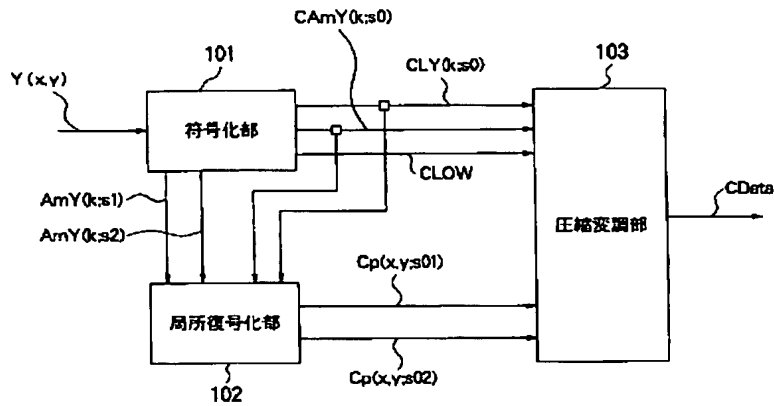 CAmY(k;s0)
101
CLY(k;s0)
103
Y(x,y)
符号化部
CLOW
AmY(k;s1)
AmY(k;s2)
CData
圧縮変調部
Cp(x,y;s01)
局所復号化部
Cp(x,y;s02)
102